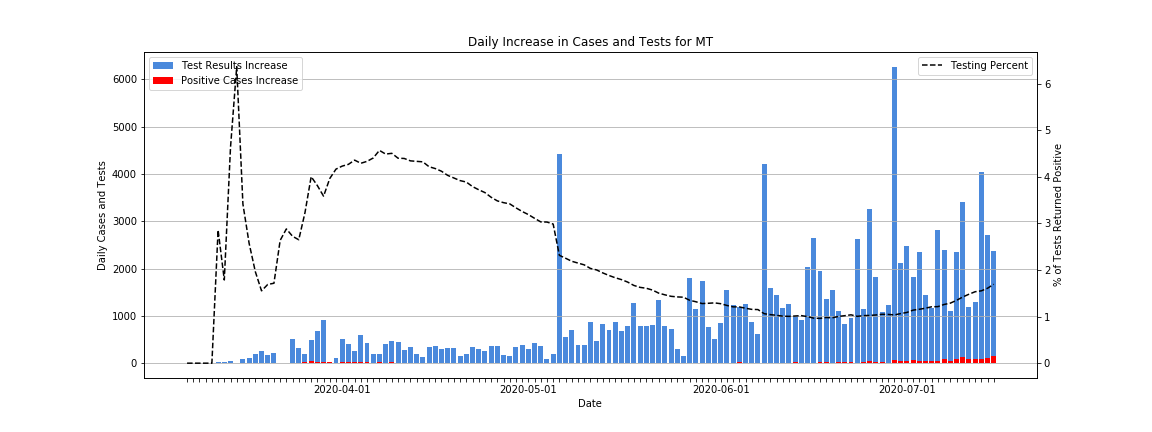 Daily Increase in Cases and Tests for MT
Test Results Increase
Positive Cases Increase
Testing Percent
Daily Cases and Tests
6000
5000
4000
3000
2000
1000
0
% of Tests Returned Positive
6
5
4
3
2
1
0
2020-04-01
2020-05-01
2020-06-01
2020-07-01
Date